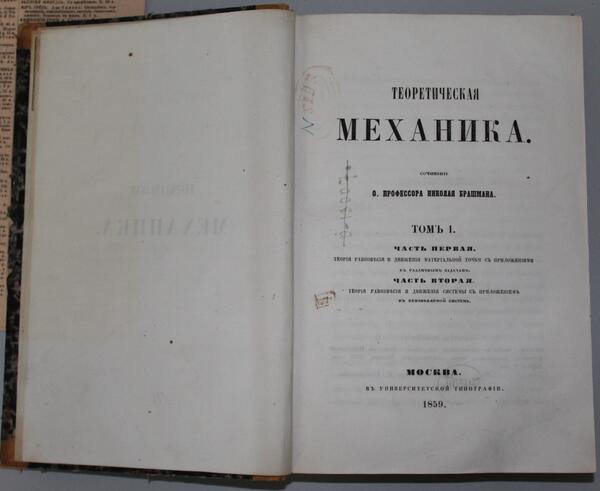 ТЕОРЕТИЧЕСКАЯ
МЕХАНИКА.
СОЧИНЕНІЕ
О. ПРОФЕССОРА НИКОЛАЯ БРАШМАНА.
ТОМЪ I.
ЧАСТЬ ПЕРВАЯ.
ТЕОРІЯ РАВНОВѢСІЯ И ДВИЖЕНІЯ МАТЕРІАЛЬНОЙ ТОЧКИ СЪ ПРИЛОЖЕНІЯМИ
КЪ РАЗЛИЧНЫМЪ ЗАДАЧАМЪ.
ЧАСТЬ ВТОРАЯ.
ТЕОРІЯ РАВНОВѢСІЯ И ДВИЖЕНІЯ СИСТЕМЫ СЪ ПРИЛОЖЕНІЕМЪ
КЪ НЕИЗМѢНЯЕМОЙ СИСТЕМѢ.
МОСКВА.
ВЪ УНИВЕРСИТЕТСКОЙ ТИПОГРАФІИ.
1859.